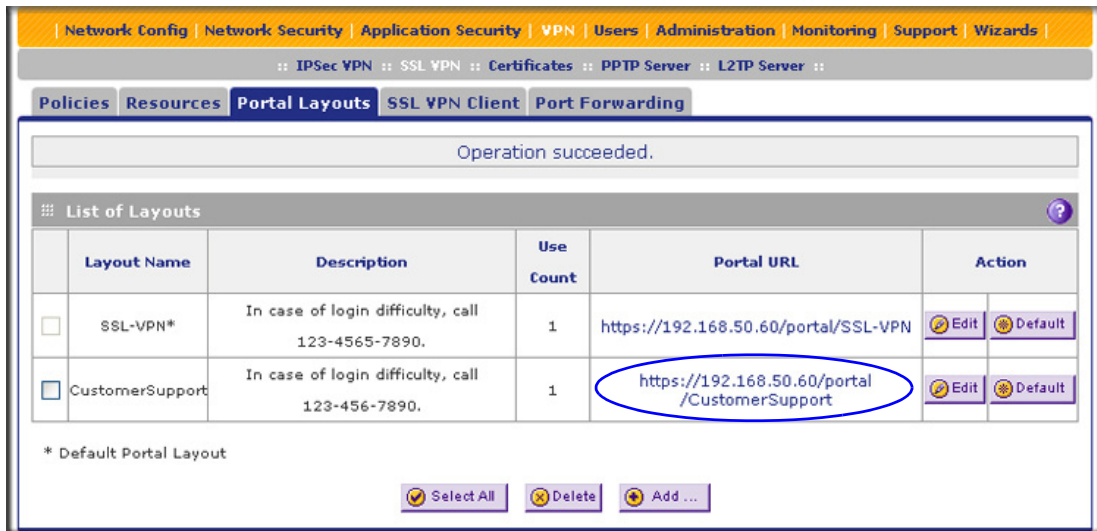 | Network Config | Network Security | Application Security | VPN | Users | Administration | Monitoring | Support | Wizards |
:: IPSec VPN :: SSL VPN :: Certificates :: PPTP Server :: L2TP Server ::
Policies Resources Portal Layouts SSL VPN Client Port Forwarding
Operation succeeded.
List of Layouts ?
Layout Name Description Use Count Portal URL Action
SSL-VPN* In case of login difficulty, call 123-4565-7890. 1 https://192.168.50.60/portal/SSL-VPN Edit Default
CustomerSupport In case of login difficulty, call 123-456-7890. 1 https://192.168.50.60/portal/CustomerSupport Edit Default
* Default Portal Layout
Select All Delete Add ...